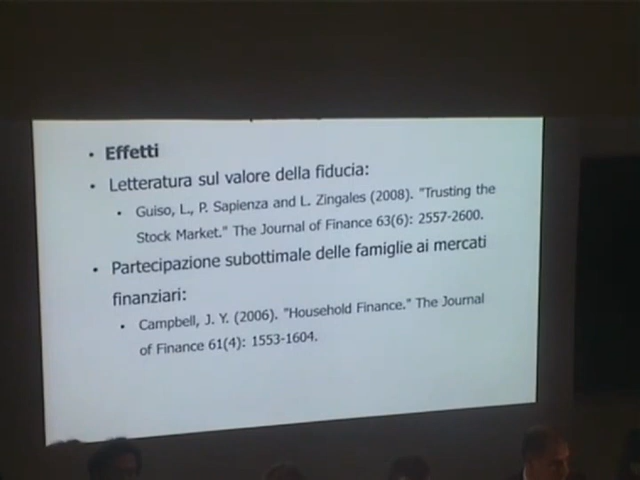 • Effetti
• Letteratura sul valore della fiducia:
• Guiso, L., P. Sapienza and L. Zingales (2008). "Trusting the
Stock Market." The Journal of Finance 63(6): 2557-2600.
• Partecipazione subottimale delle famiglie ai mercati
finanziari:
• Campbell, J. Y. (2006). "Household Finance." The Journal
of Finance 61(4): 1553-1604.